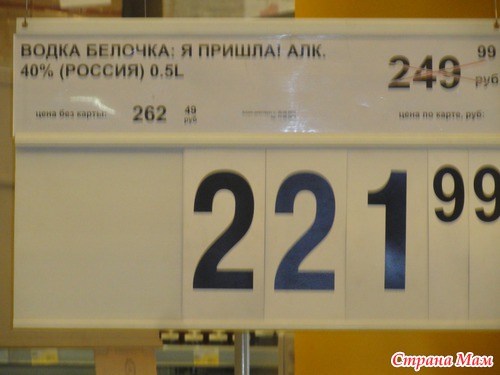 ВОДКА БЕЛОЧКА: Я ПРИШЛА! АЛК.
40% (РОССИЯ) 0.5L
249 99
руб
цена без карты: 262 49
руб
цена по карте, руб:
221 99
Страна Мам